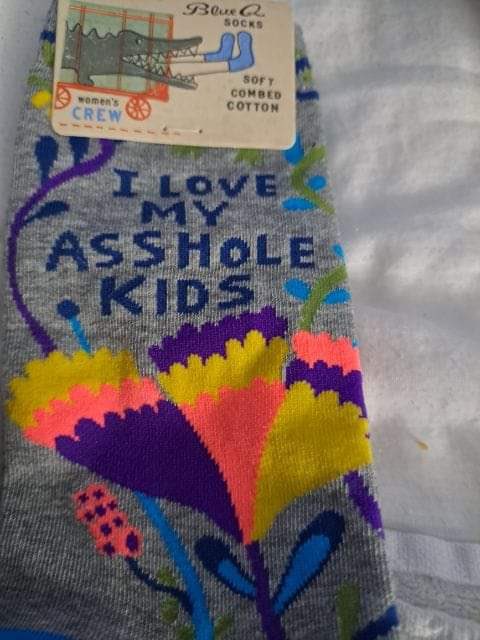 Blue Q
SOCKS
SOFT
COMBED
COTTON
women's
CREW
I LOVE
MY
ASSHOLE
KIDS